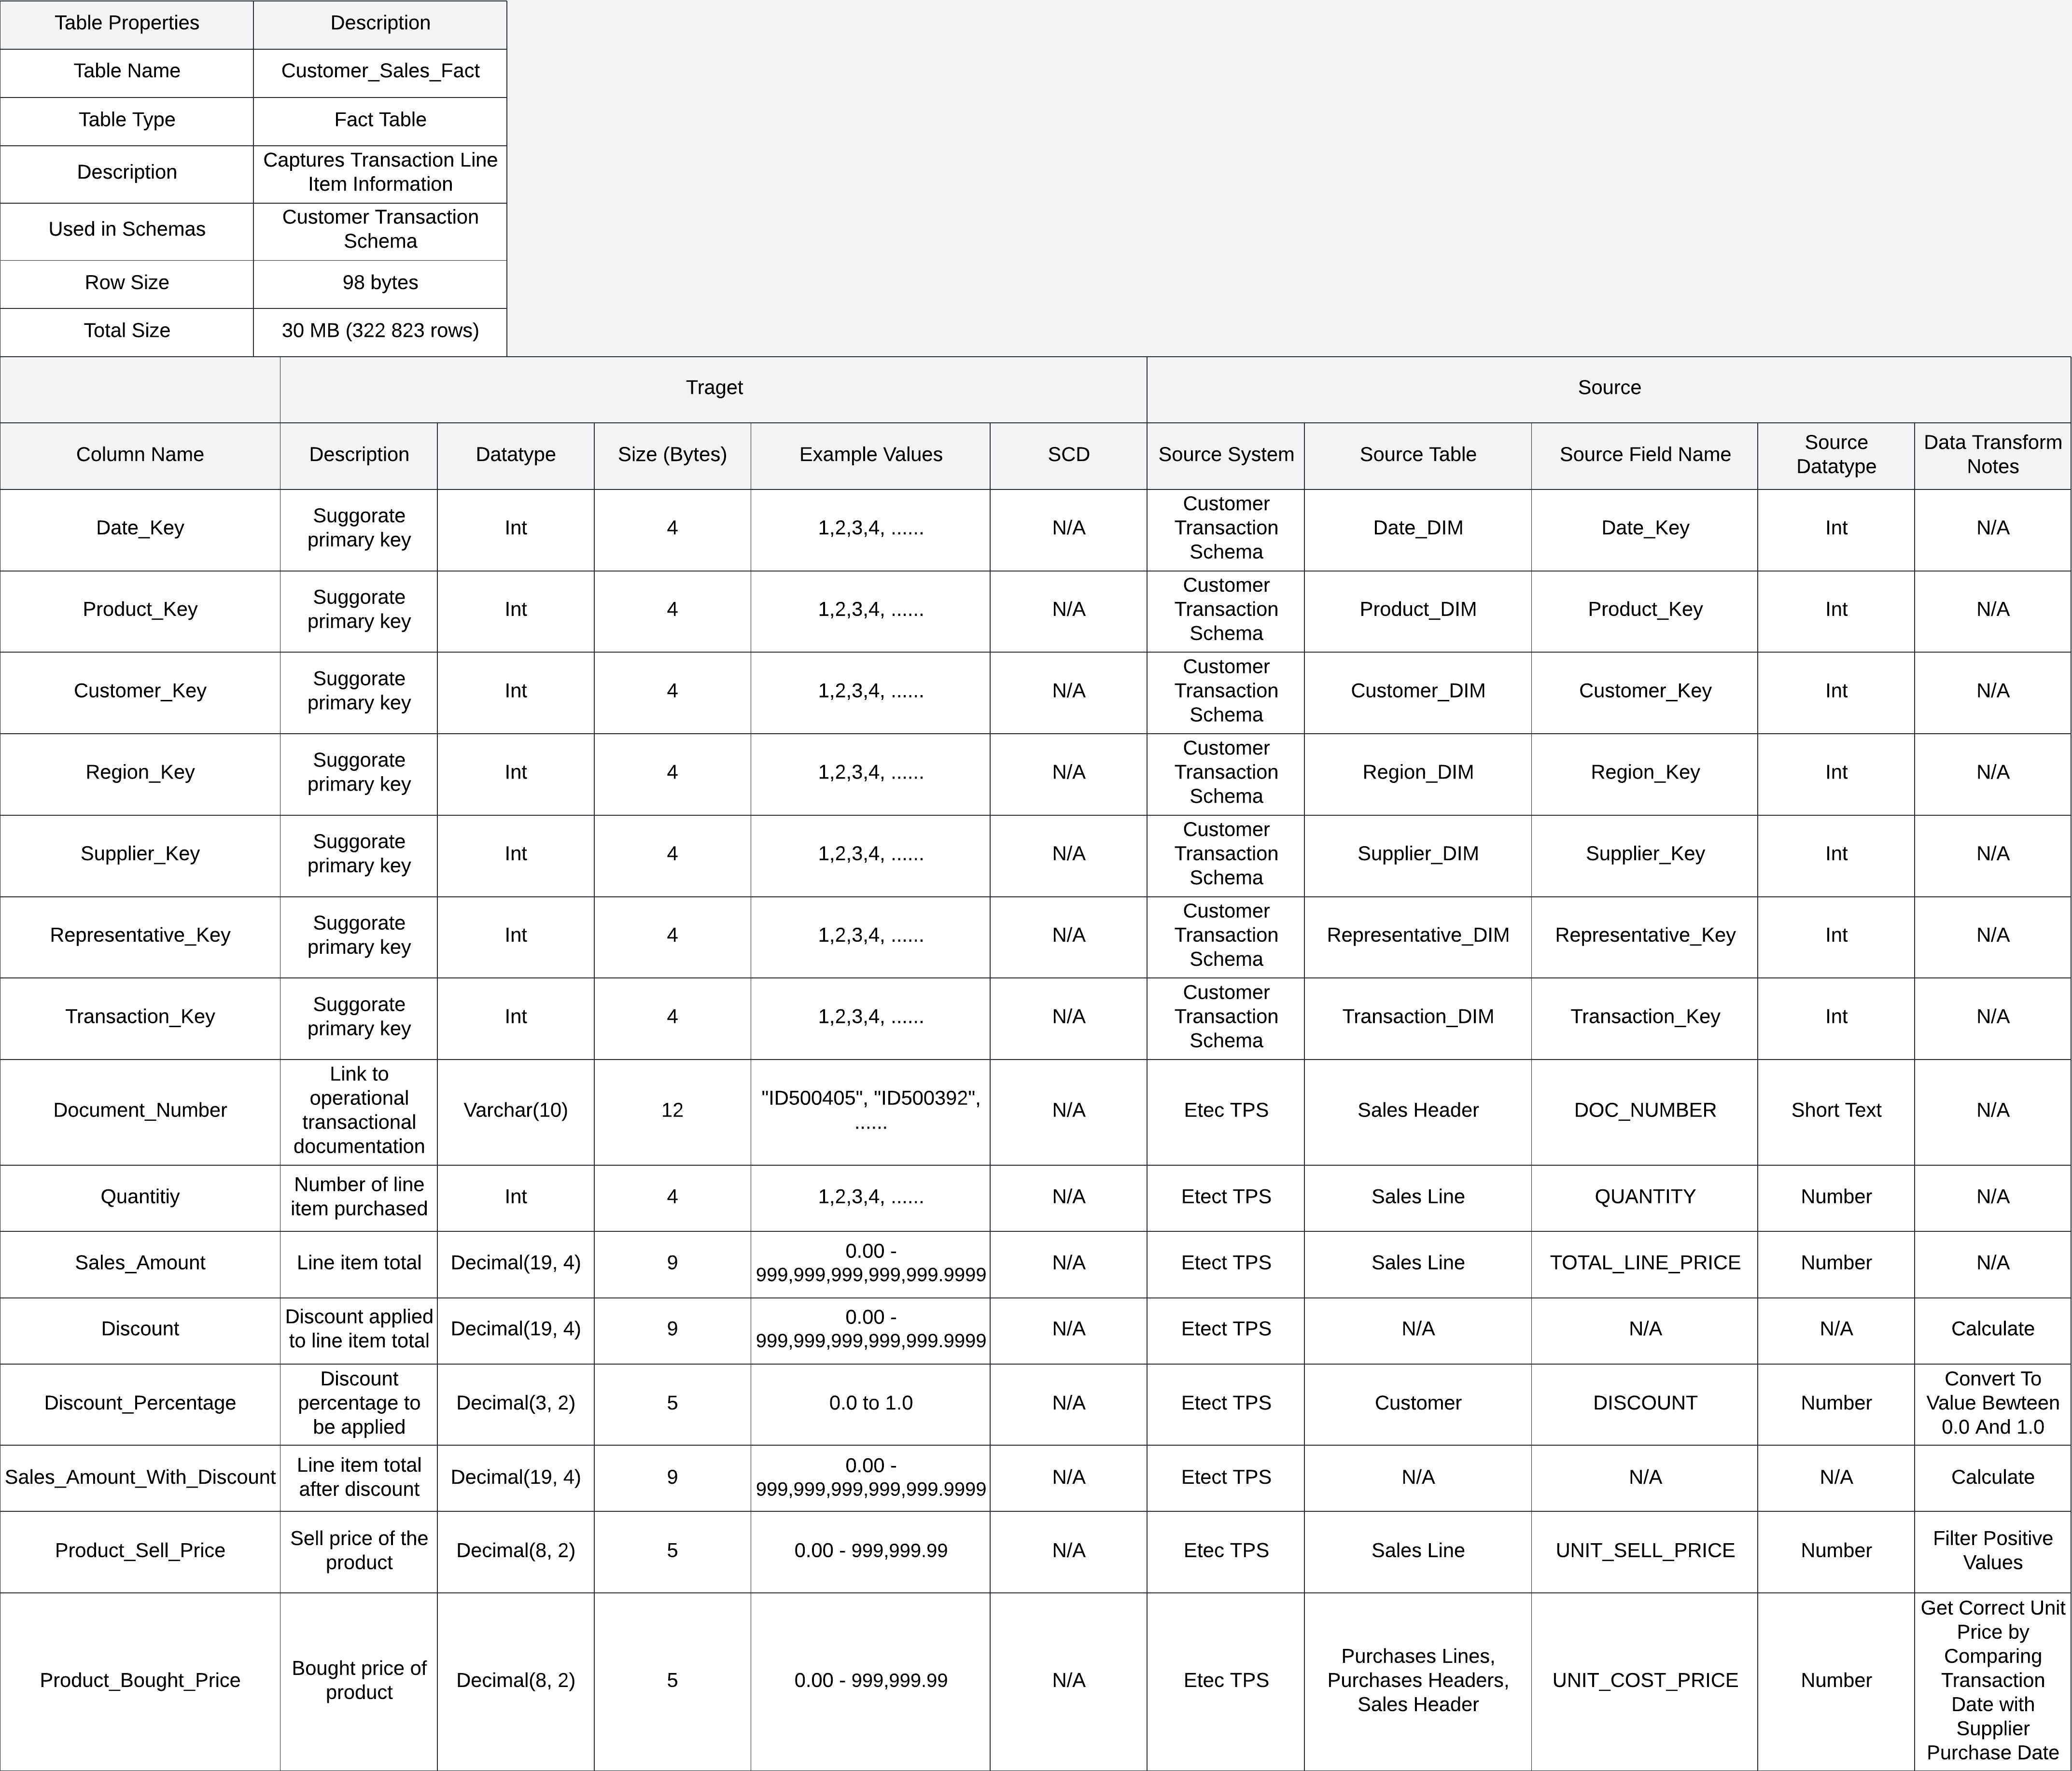 Table Properties Description
Table Name Customer_Sales_Fact
Table Type Fact Table
Description Captures Transaction Line
Item Information
Used in Schemas Customer Transaction
Schema
Row Size 98 bytes
Total Size 30 MB (322 823 rows)
Traget Source
Column Name Description Datatype Size (Bytes) Example Values SCD Source System Source Table Source Field Name Source
Datatype Data Transform
Notes
Date_Key Suggorate
primary key Int 4 1,2,3,4, ...... N/A Customer
Transaction
Schema Date_DIM Date_Key Int N/A
Product_Key Suggorate
primary key Int 4 1,2,3,4, ...... N/A Customer
Transaction
Schema Product_DIM Product_Key Int N/A
Customer_Key Suggorate
primary key Int 4 1,2,3,4, ...... N/A Customer
Transaction
Schema Customer_DIM Customer_Key Int N/A
Region_Key Suggorate
primary key Int 4 1,2,3,4, ...... N/A Customer
Transaction
Schema Region_DIM Region_Key Int N/A
Supplier_Key Suggorate
primary key Int 4 1,2,3,4, ...... N/A Customer
Transaction
Schema Supplier_DIM Supplier_Key Int N/A
Representative_Key Suggorate
primary key Int 4 1,2,3,4, ...... N/A Customer
Transaction
Schema Representative_DIM Representative_Key Int N/A
Transaction_Key Suggorate
primary key Int 4 1,2,3,4, ...... N/A Customer
Transaction
Schema Transaction_DIM Transaction_Key Int N/A
Document_Number Link to
operational
transactional
documentation Varchar(10) 12 "ID500405", "ID500392",
...... N/A Etec TPS Sales Header DOC_NUMBER Short Text N/A
Quantitiy Number of line
item purchased Int 4 1,2,3,4, ...... N/A Etect TPS Sales Line QUANTITY Number N/A
Sales_Amount Line item total Decimal(19, 4) 9 0.00 -
999,999,999,999,999.9999 N/A Etect TPS Sales Line TOTAL_LINE_PRICE Number N/A
Discount Discount applied
to line item total Decimal(19, 4) 9 0.00 -
999,999,999,999,999.9999 N/A Etect TPS N/A N/A N/A Calculate
Discount_Percentage Discount
percentage to
be applied Decimal(3, 2) 5 0.0 to 1.0 N/A Etect TPS Customer DISCOUNT Number Convert To
Value Bewteen
0.0 And 1.0
Sales_Amount_With_Discount Line item total
after discount Decimal(19, 4) 9 0.00 -
999,999,999,999,999.9999 N/A Etect TPS N/A N/A N/A Calculate
Product_Sell_Price Sell price of the
product Decimal(8, 2) 5 0.00 - 999,999.99 N/A Etec TPS Sales Line UNIT_SELL_PRICE Number Filter Positive
Values
Product_Bought_Price Bought price of
product Decimal(8, 2) 5 0.00 - 999,999.99 N/A Etec TPS Purchases Lines,
Purchases Headers,
Sales Header UNIT_COST_PRICE Number Get Correct Unit
Price by
Comparing
Transaction
Date with
Supplier
Purchase Date